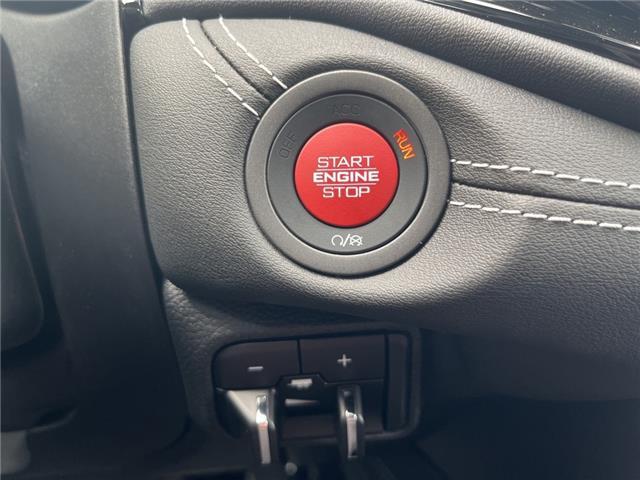 OFF
ACC
RUN
START
ENGINE
STOP
-
+